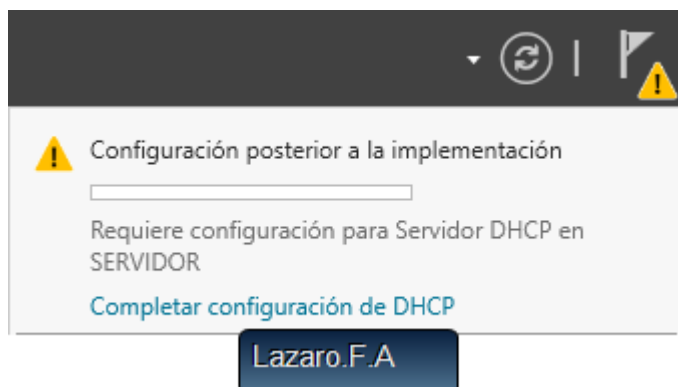 Configuración posterior a la implementación
Requiere configuración para Servidor DHCP en
SERVIDOR
Completar configuración de DHCP
Lazaro.F.A